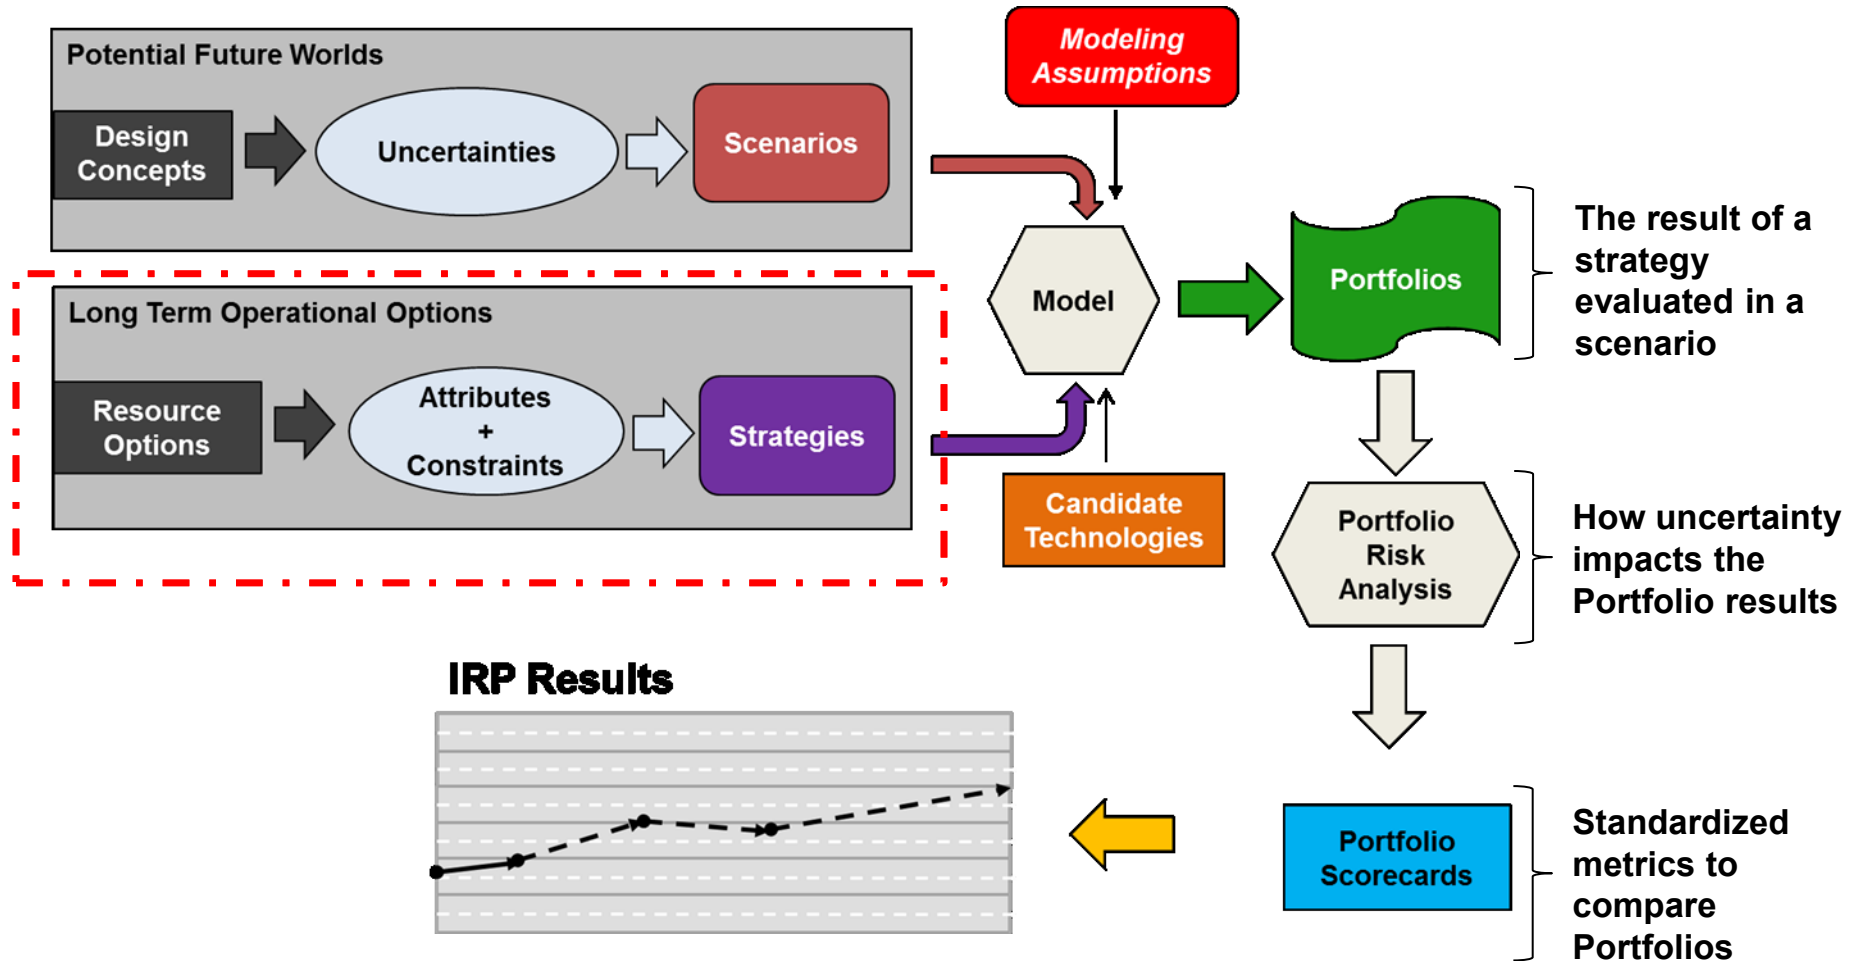 Potential Future Worlds
Design
Concepts
Uncertainties
Scenarios
Modeling
Assumptions
Long Term Operational Options
Resource
Options
Attributes
+
Constraints
Strategies
Model
Candidate
Technologies
Portfolios
The result of a
strategy
evaluated in a
scenario
Portfolio
Risk
Analysis
How uncertainty
impacts the
Portfolio results
Portfolio
Scorecards
Standardized
metrics to
compare
Portfolios
IRP Results